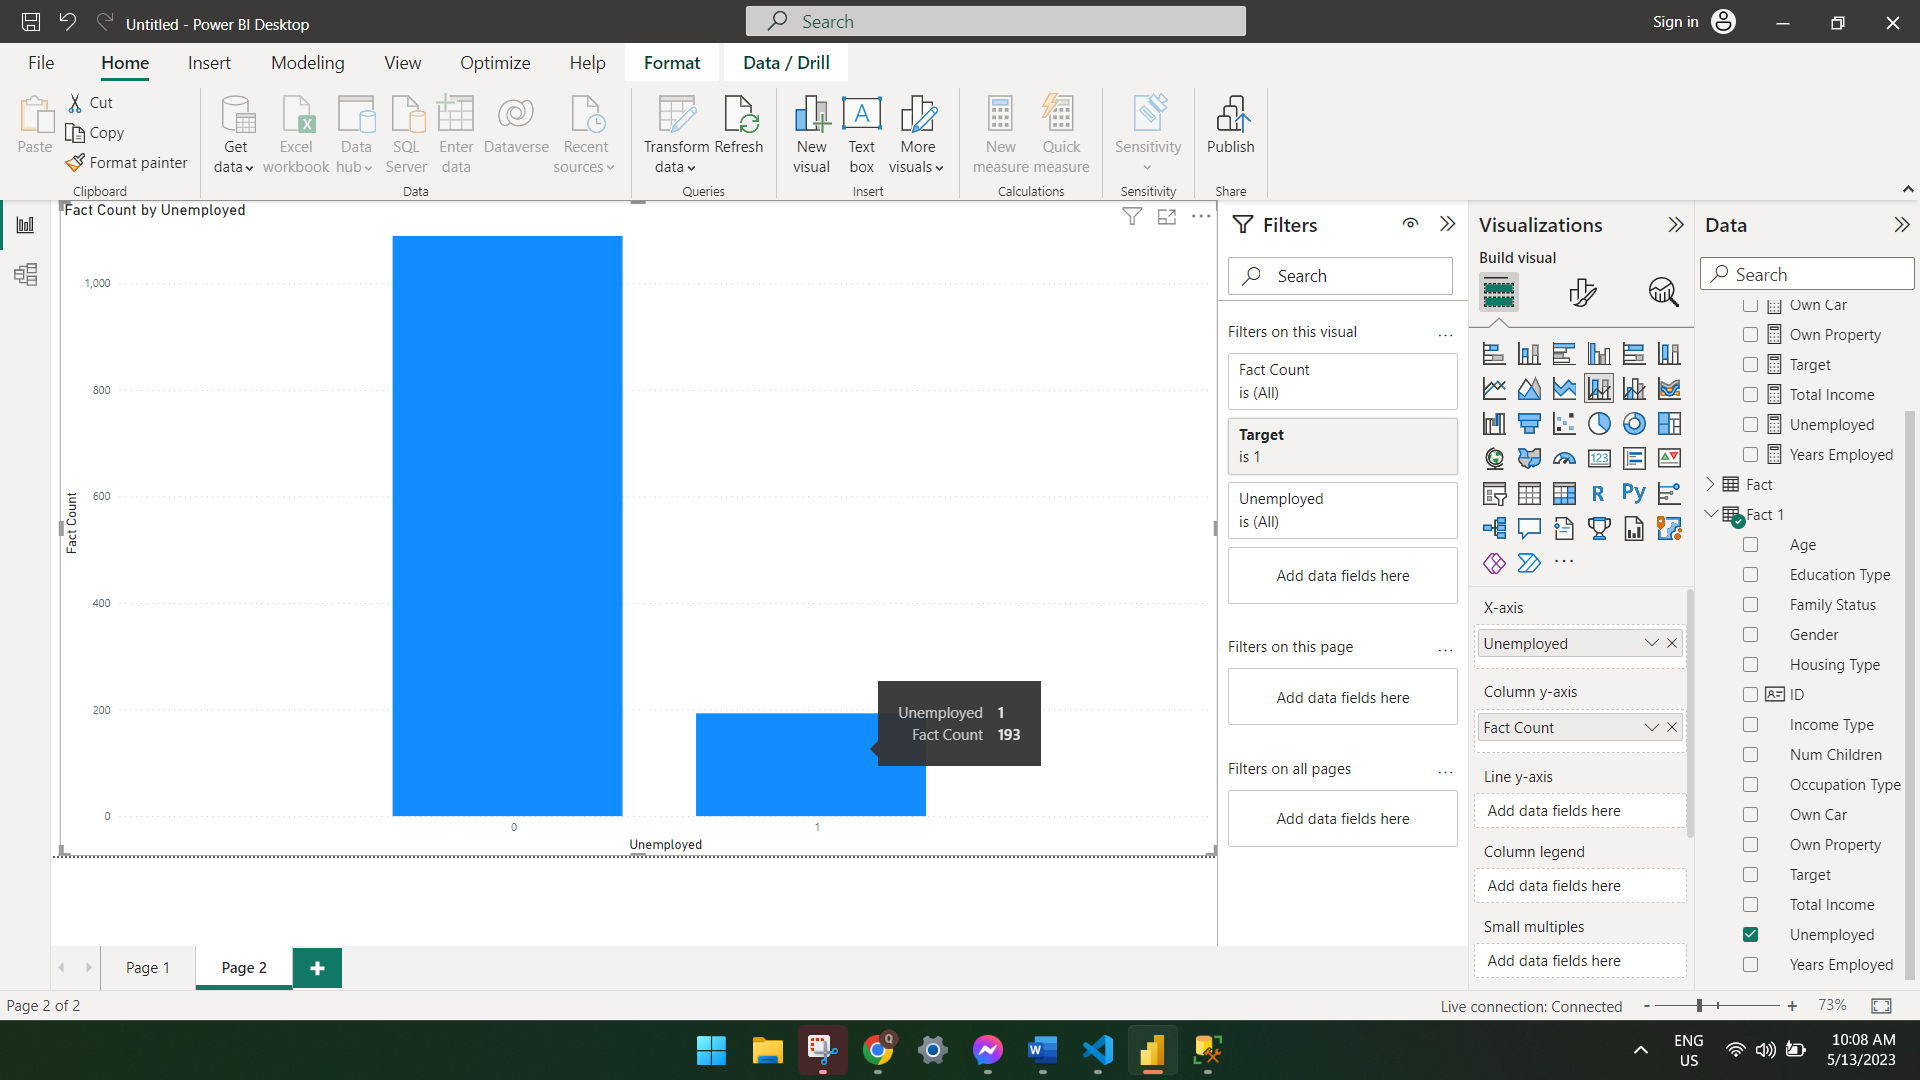 Untitled - Power BI Desktop
Search
Sign in
File
Home
Insert
Modeling
View
Optimize
Help
Format
Data / Drill
Paste
Cut
Copy
Format painter
Clipboard
Get
data
Excel
workbook
Data
hub
SQL
Server
Enter
data
Dataverse
Recent
sources
Data
Transform
data
Refresh
Queries
New
visual
A
Text
box
More
visuals
Insert
New
measure
Quick
measure
Calculations
Sensitivity
Sensitivity
Publish
Share
Fact Count by Unemployed
1,000
800
600
400
200
0
Fact Count
0
1
Unemployed
Unemployed 1
Fact Count 193
Filters
Search
Filters on this visual
...
Fact Count
is (All)
Target
is 1
Unemployed
is (All)
Add data fields here
Filters on this page
...
Add data fields here
Filters on all pages
...
Add data fields here
Visualizations
Build visual
123
R
Py
...
X-axis
Unemployed
Column y-axis
Fact Count
Line y-axis
Add data fields here
Column legend
Add data fields here
Small multiples
Add data fields here
Data
Search
Own Car
Own Property
Target
Total Income
Unemployed
Years Employed
Fact
Fact 1
Age
Education Type
Family Status
Gender
Housing Type
ID
Income Type
Num Children
Occupation Type
Own Car
Own Property
Target
Total Income
Unemployed
Years Employed
Page 1
Page 2
+
Page 2 of 2
Live connection: Connected
- + 73%
Q
W
ENG
US
10:08 AM
5/13/2023